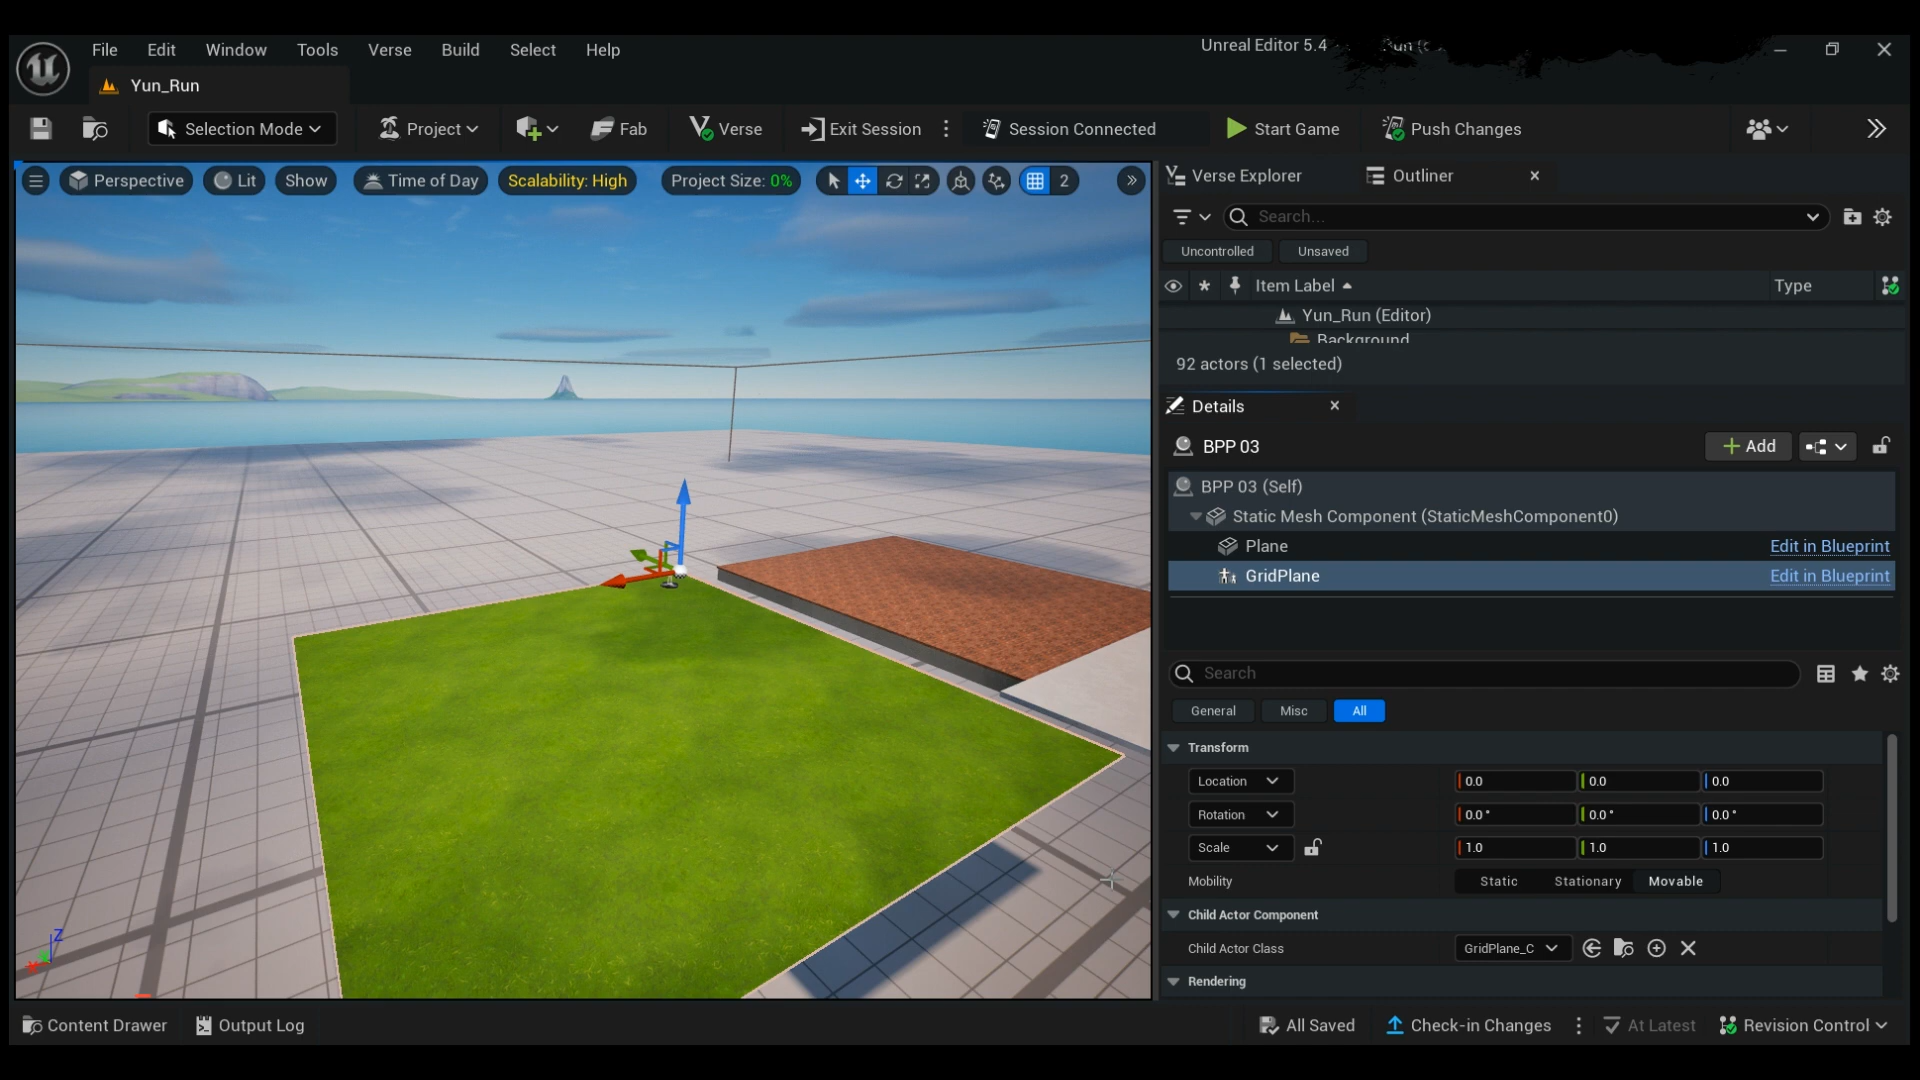 File Edit Window Tools Verse Build Select Help
Unreal Editor 5.4
Yun_Run
Selection Mode Project Fab Verse Exit Session Session Connected Start Game Push Changes
Perspective Lit Show Time of Day Scalability: High Project Size: 0% 2
Verse Explorer Outliner
Search...
Uncontrolled Unsaved
Item Label Type
Yun_Run (Editor)
Background
92 actors (1 selected)
Details
BPP 03 Add
BPP 03 (Self)
Static Mesh Component (StaticMeshComponent0)
Plane Edit in Blueprint
GridPlane Edit in Blueprint
Search
General Misc All
Transform
Location 0.0 0.0 0.0
Rotation 0.0 ° 0.0 ° 0.0 °
Scale 1.0 1.0 1.0
Mobility Static Stationary Movable
Child Actor Component
Child Actor Class GridPlane_C
Rendering
Z
Content Drawer Output Log All Saved Check-in Changes At Latest Revision Control